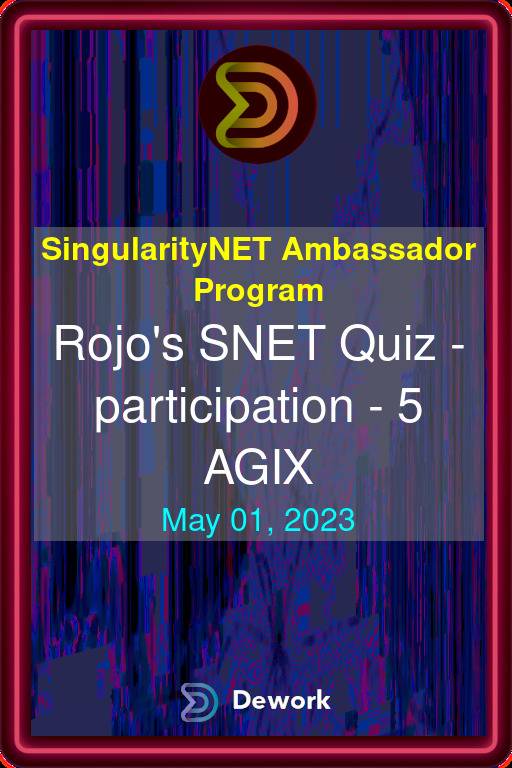 SingularityNET Ambassador
Program
Rojo's SNET Quiz -
participation - 5
AGIX
May 01, 2023
Dework